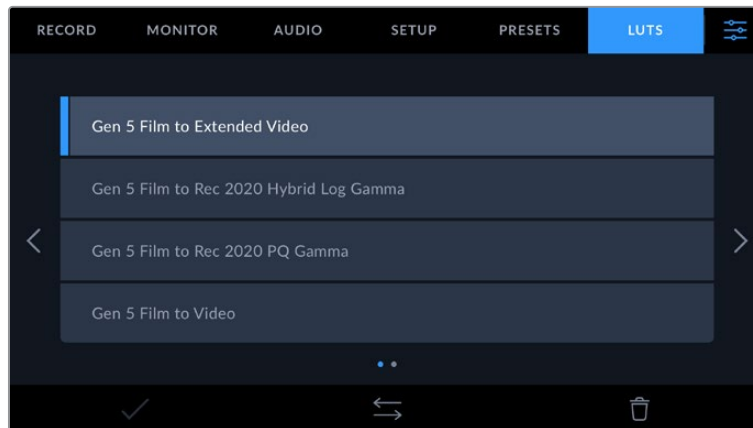 RECORD MONITOR AUDIO SETUP PRESETS LUTS
Gen 5 Film to Extended Video
Gen 5 Film to Rec 2020 Hybrid Log Gamma
Gen 5 Film to Rec 2020 PQ Gamma
Gen 5 Film to Video